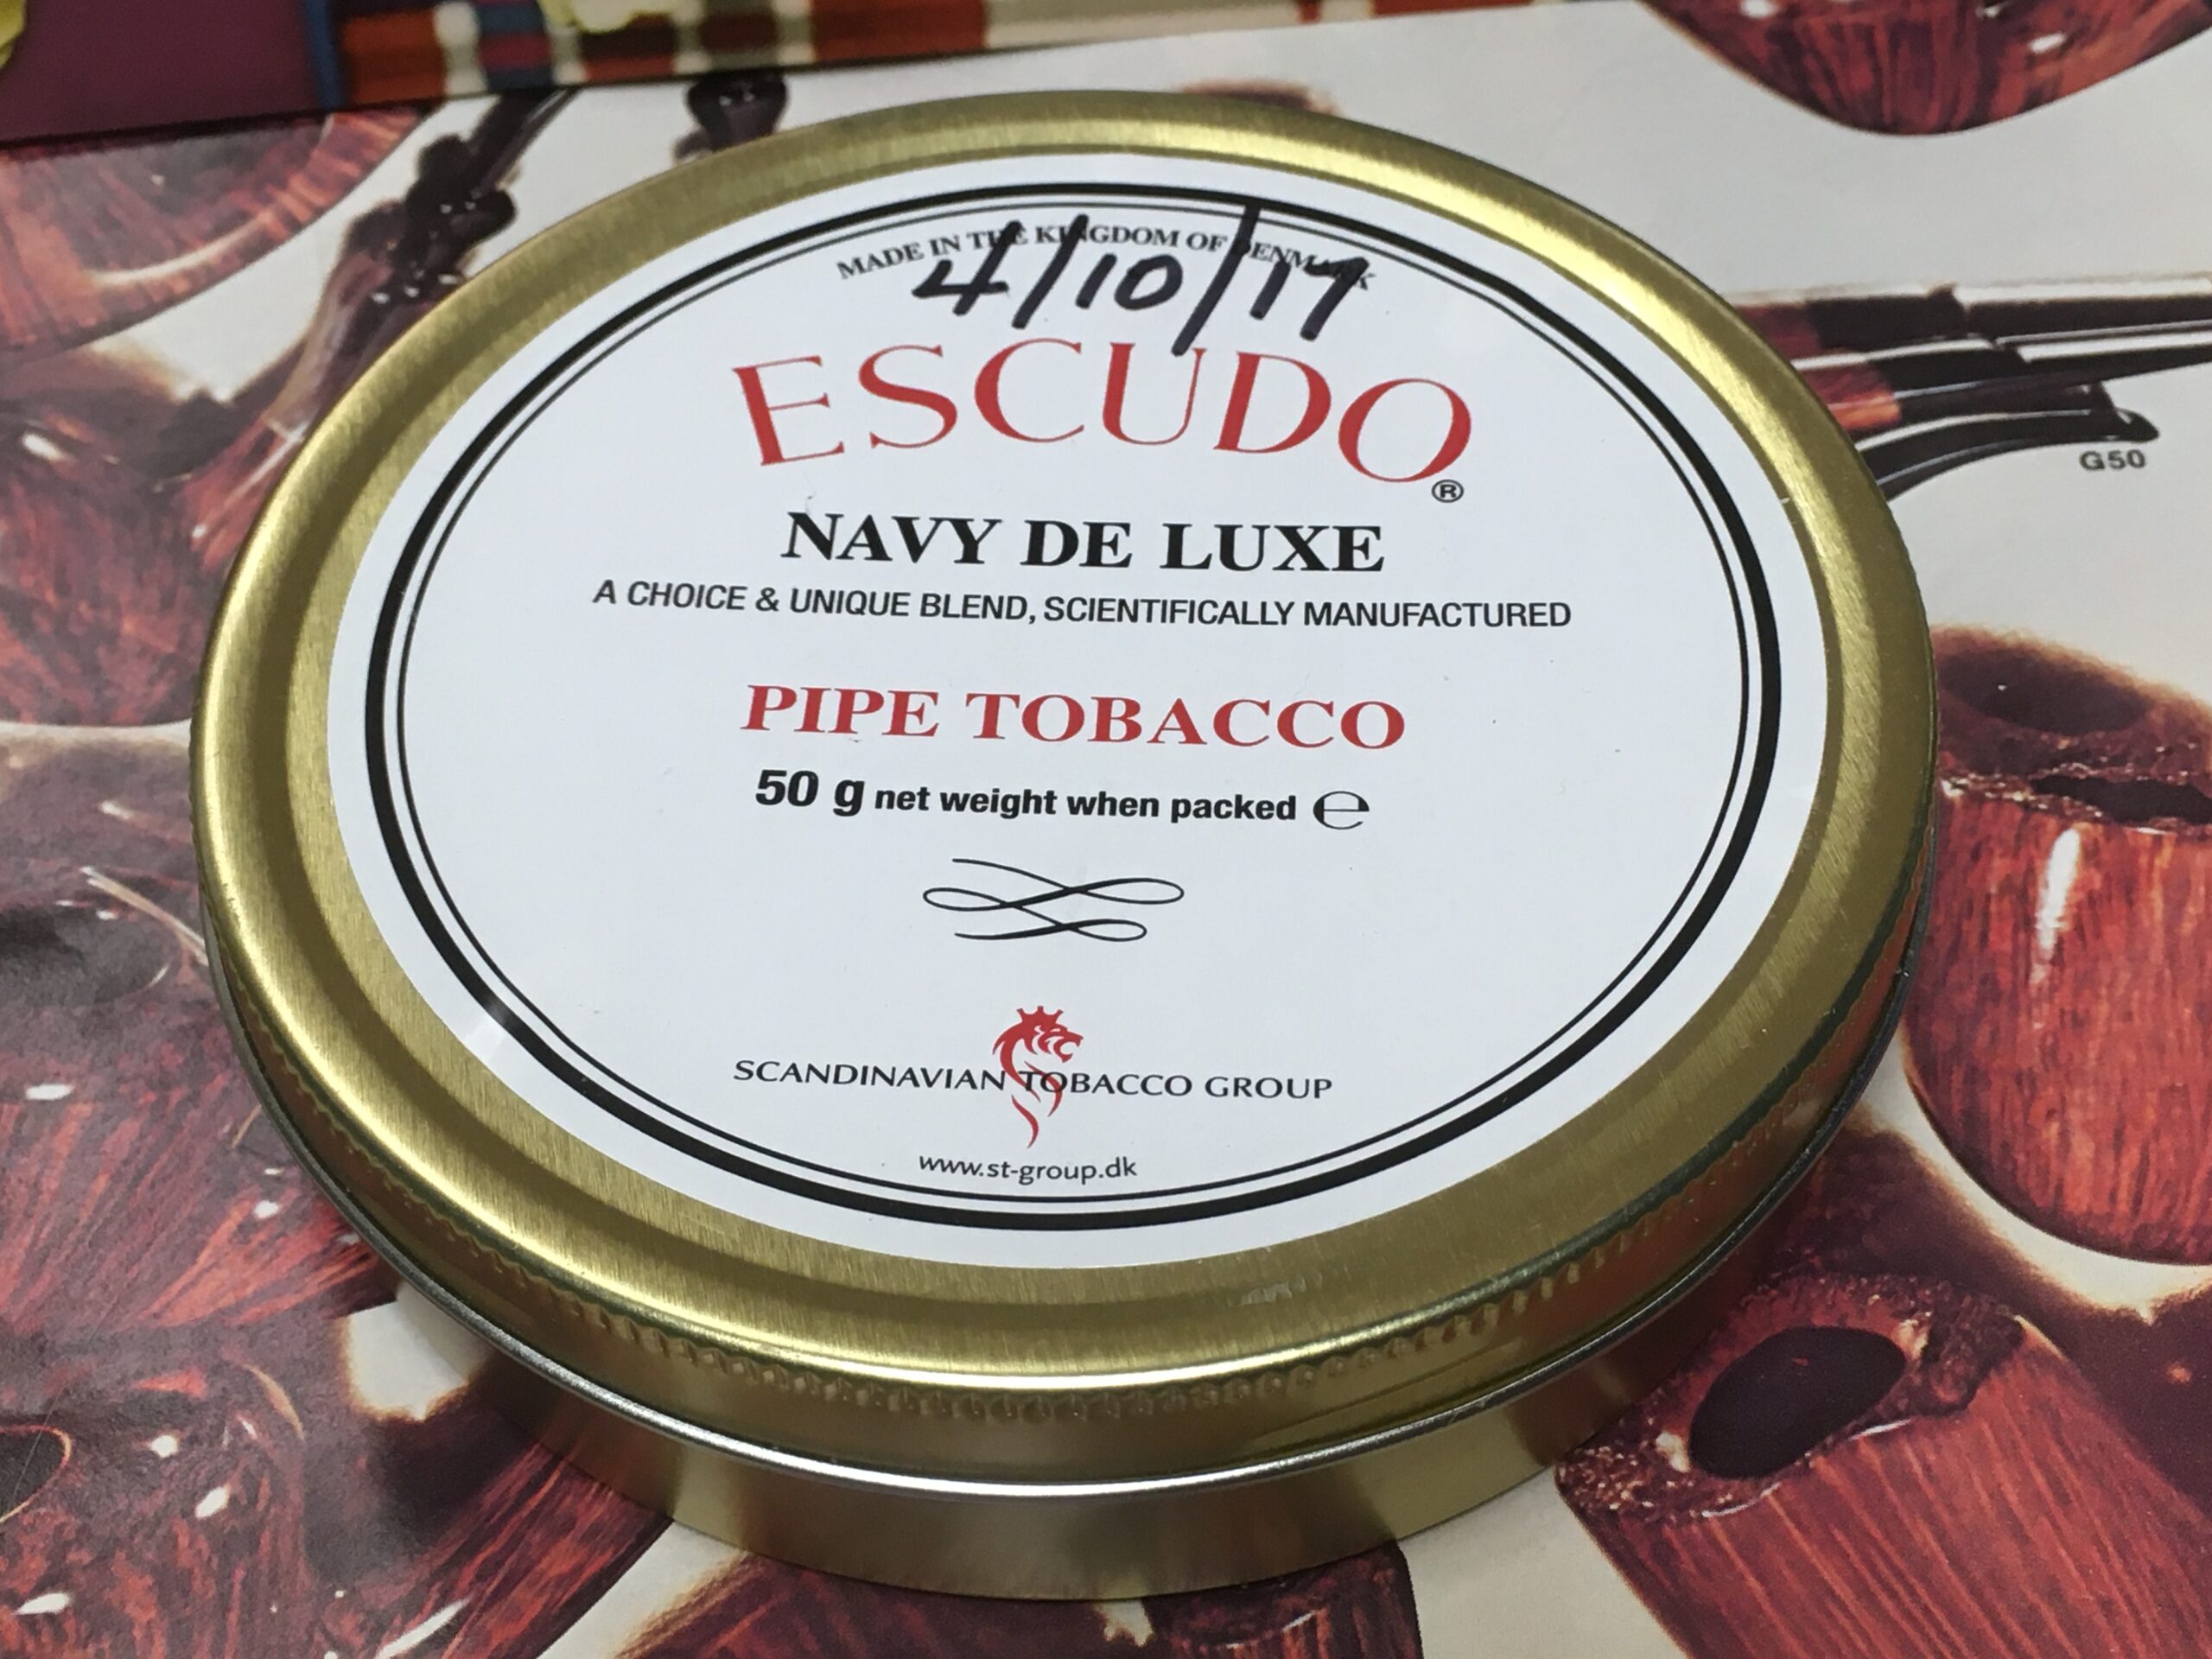 MADE IN THE KINGDOM OF DENMARK
4/10/17
ESCUDO®
NAVY DE LUXE
A CHOICE & UNIQUE BLEND, SCIENTIFICALLY MANUFACTURED
PIPE TOBACCO
50 g net weight when packed ℮
SCANDINAVIAN TOBACCO GROUP
www.st-group.dk
G50